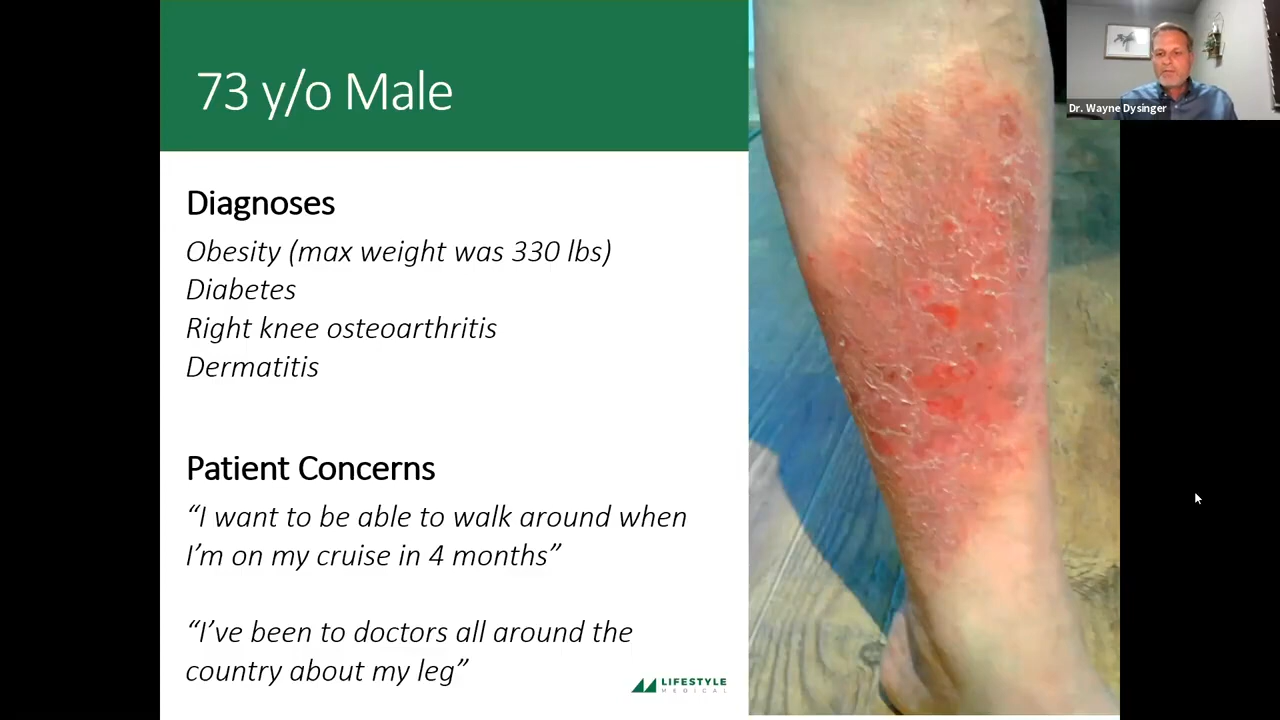 73 y/o Male
Dr. Wayne Dysinger
Diagnoses
Obesity (max weight was 330 lbs)
Diabetes
Right knee osteoarthritis
Dermatitis
Patient Concerns
“I want to be able to walk around when
I’m on my cruise in 4 months”
“I’ve been to doctors all around the
country about my leg”
LIFESTYLE
MEDICAL